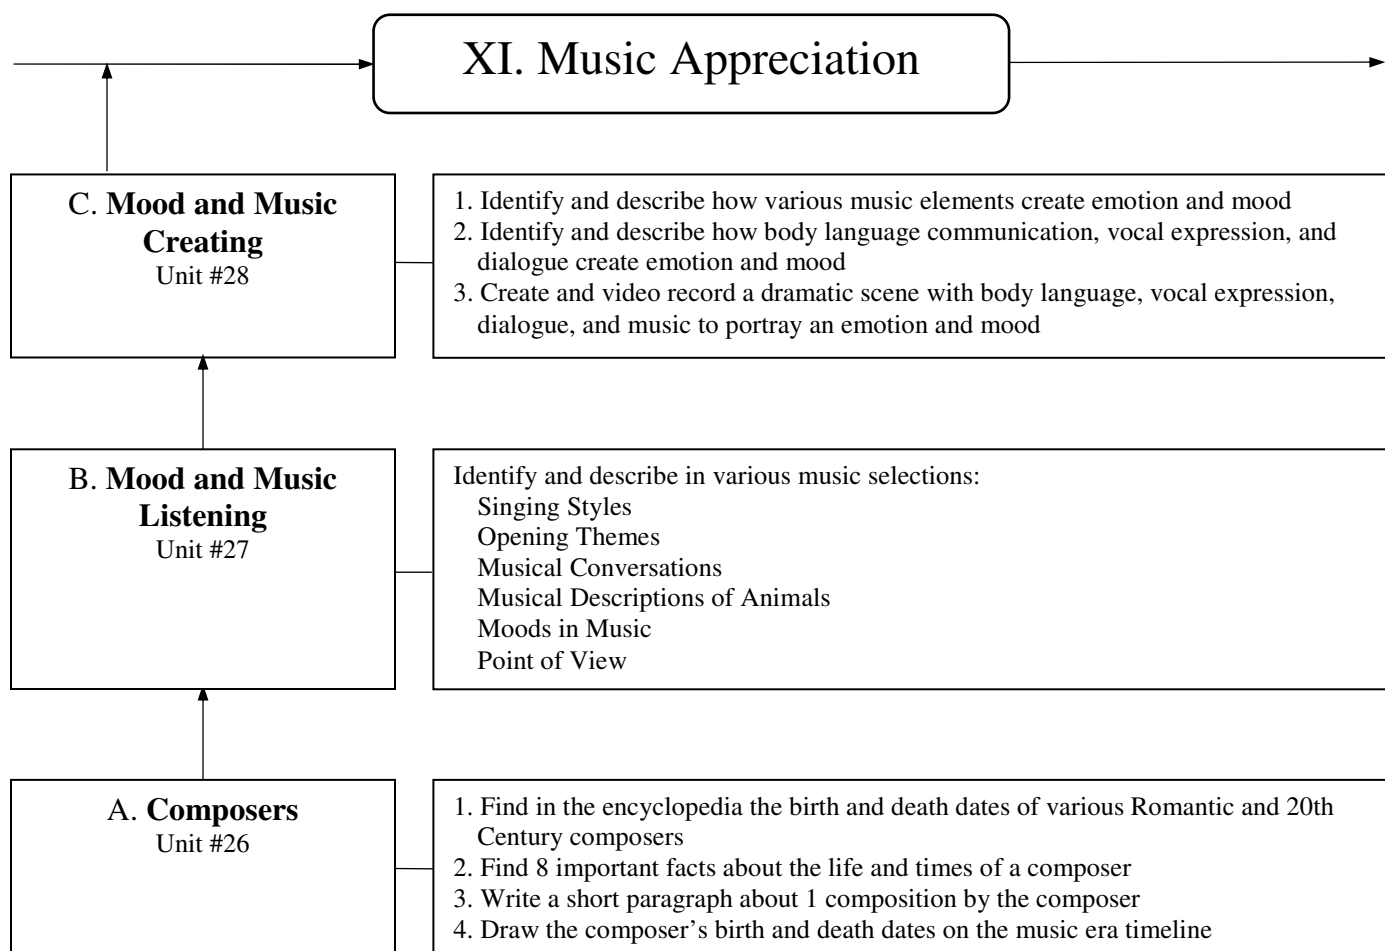 XI. Music Appreciation
C. Mood and Music
Creating
Unit #28
1. Identify and describe how various music elements create emotion and mood
2. Identify and describe how body language communication, vocal expression, and
dialogue create emotion and mood
3. Create and video record a dramatic scene with body language, vocal expression,
dialogue, and music to portray an emotion and mood
B. Mood and Music
Listening
Unit #27
Identify and describe in various music selections:
Singing Styles
Opening Themes
Musical Conversations
Musical Descriptions of Animals
Moods in Music
Point of View
A. Composers
Unit #26
1. Find in the encyclopedia the birth and death dates of various Romantic and 20th
Century composers
2. Find 8 important facts about the life and times of a composer
3. Write a short paragraph about 1 composition by the composer
4. Draw the composer’s birth and death dates on the music era timeline